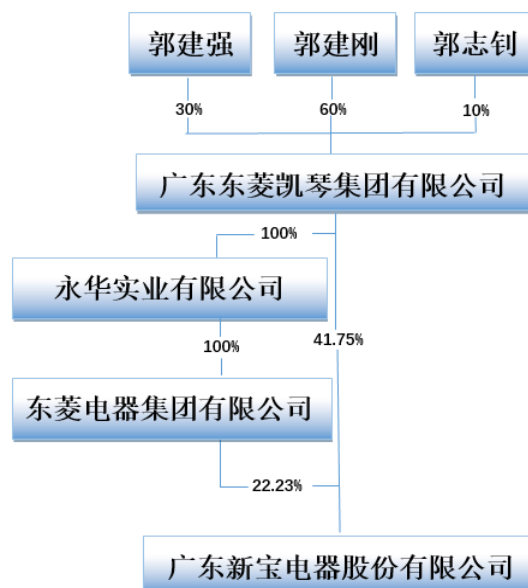 郭建强
郭建刚
郭志钊
30%
60%
10%
广东东菱凯琴集团有限公司
100%
永华实业有限公司
100%
41.75%
东菱电器集团有限公司
22.23%
广东新宝电器股份有限公司